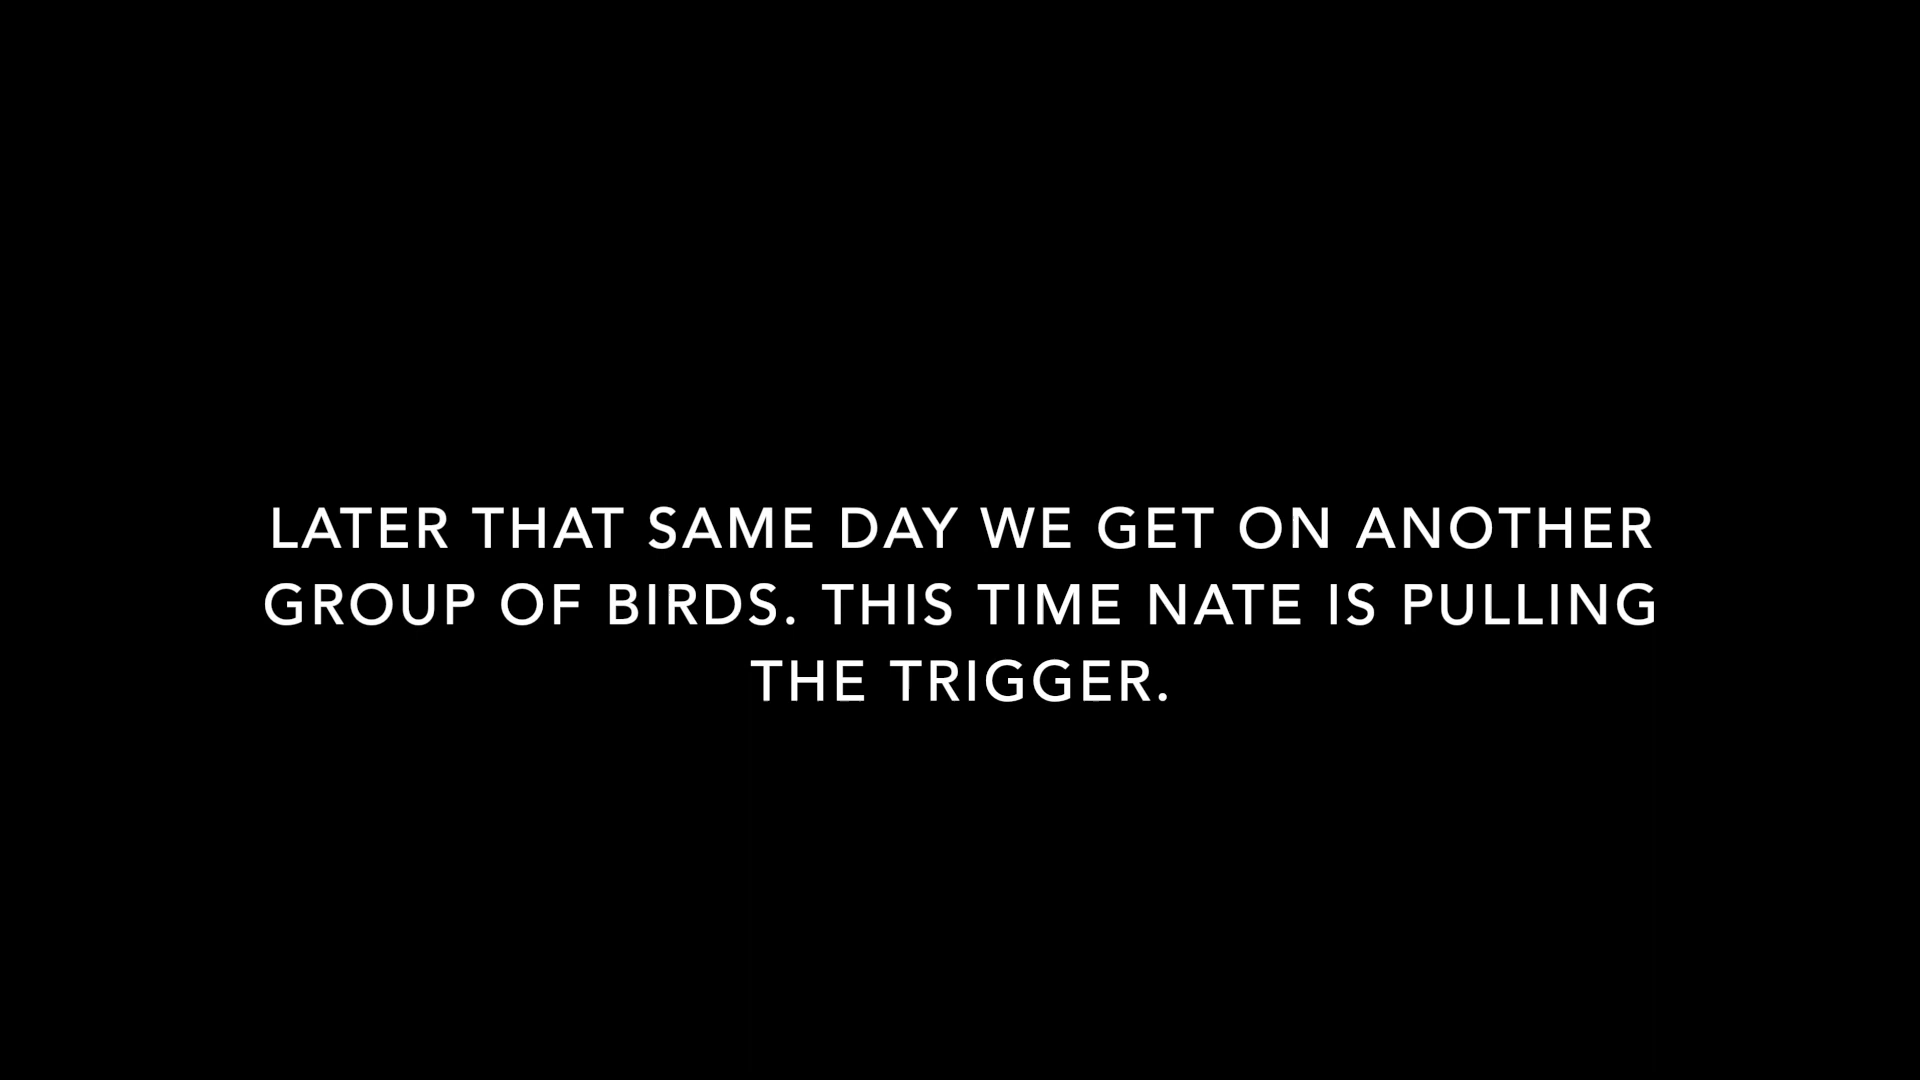 LATER THAT SAME DAY WE GET ON ANOTHER
GROUP OF BIRDS. THIS TIME NATE IS PULLING
THE TRIGGER.